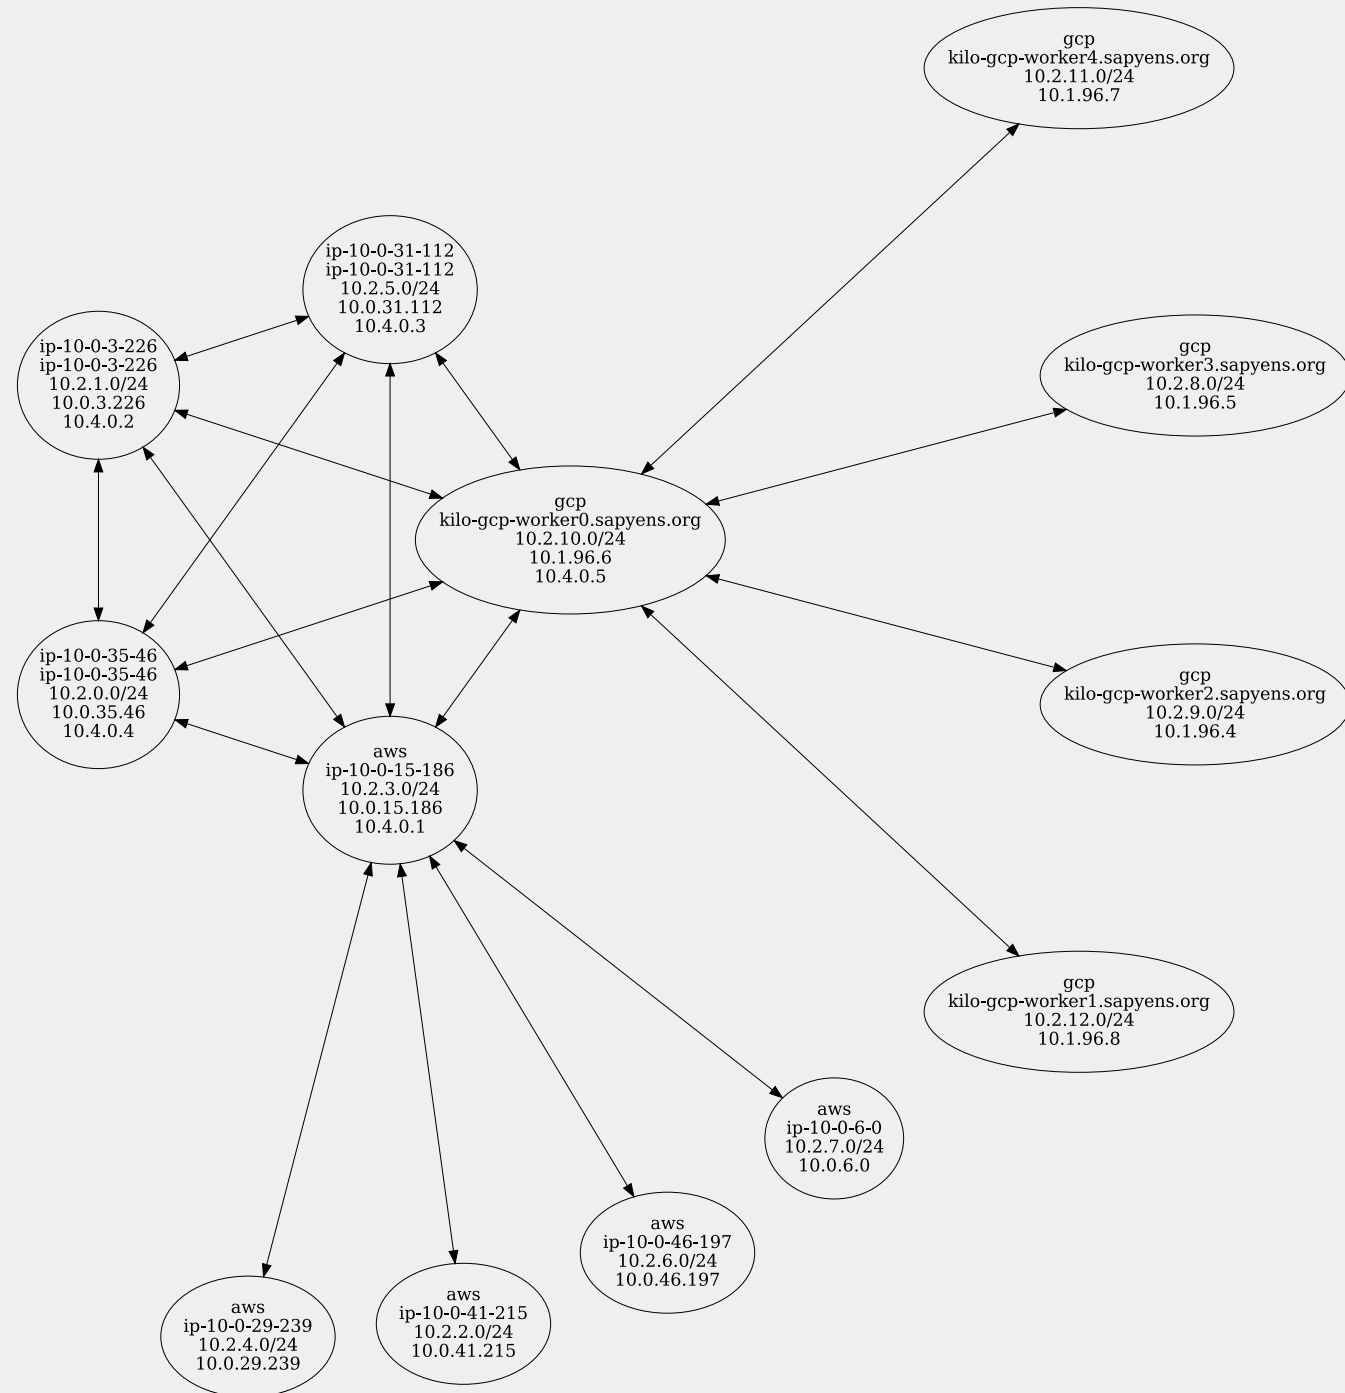 gcp
kilo-gcp-worker4.sapyens.org
10.2.11.0/24
10.1.96.7
ip-10-0-31-112
ip-10-0-31-112
10.2.5.0/24
10.0.31.112
10.4.0.3
ip-10-0-3-226
ip-10-0-3-226
10.2.1.0/24
10.0.3.226
10.4.0.2
gcp
kilo-gcp-worker3.sapyens.org
10.2.8.0/24
10.1.96.5
gcp
kilo-gcp-worker0.sapyens.org
10.2.10.0/24
10.1.96.6
10.4.0.5
ip-10-0-35-46
ip-10-0-35-46
10.2.0.0/24
10.0.35.46
10.4.0.4
gcp
kilo-gcp-worker2.sapyens.org
10.2.9.0/24
10.1.96.4
aws
ip-10-0-15-186
10.2.3.0/24
10.0.15.186
10.4.0.1
gcp
kilo-gcp-worker1.sapyens.org
10.2.12.0/24
10.1.96.8
aws
ip-10-0-6-0
10.2.7.0/24
10.0.6.0
aws
ip-10-0-46-197
10.2.6.0/24
10.0.46.197
aws
ip-10-0-41-215
10.2.2.0/24
10.0.41.215
aws
ip-10-0-29-239
10.2.4.0/24
10.0.29.239